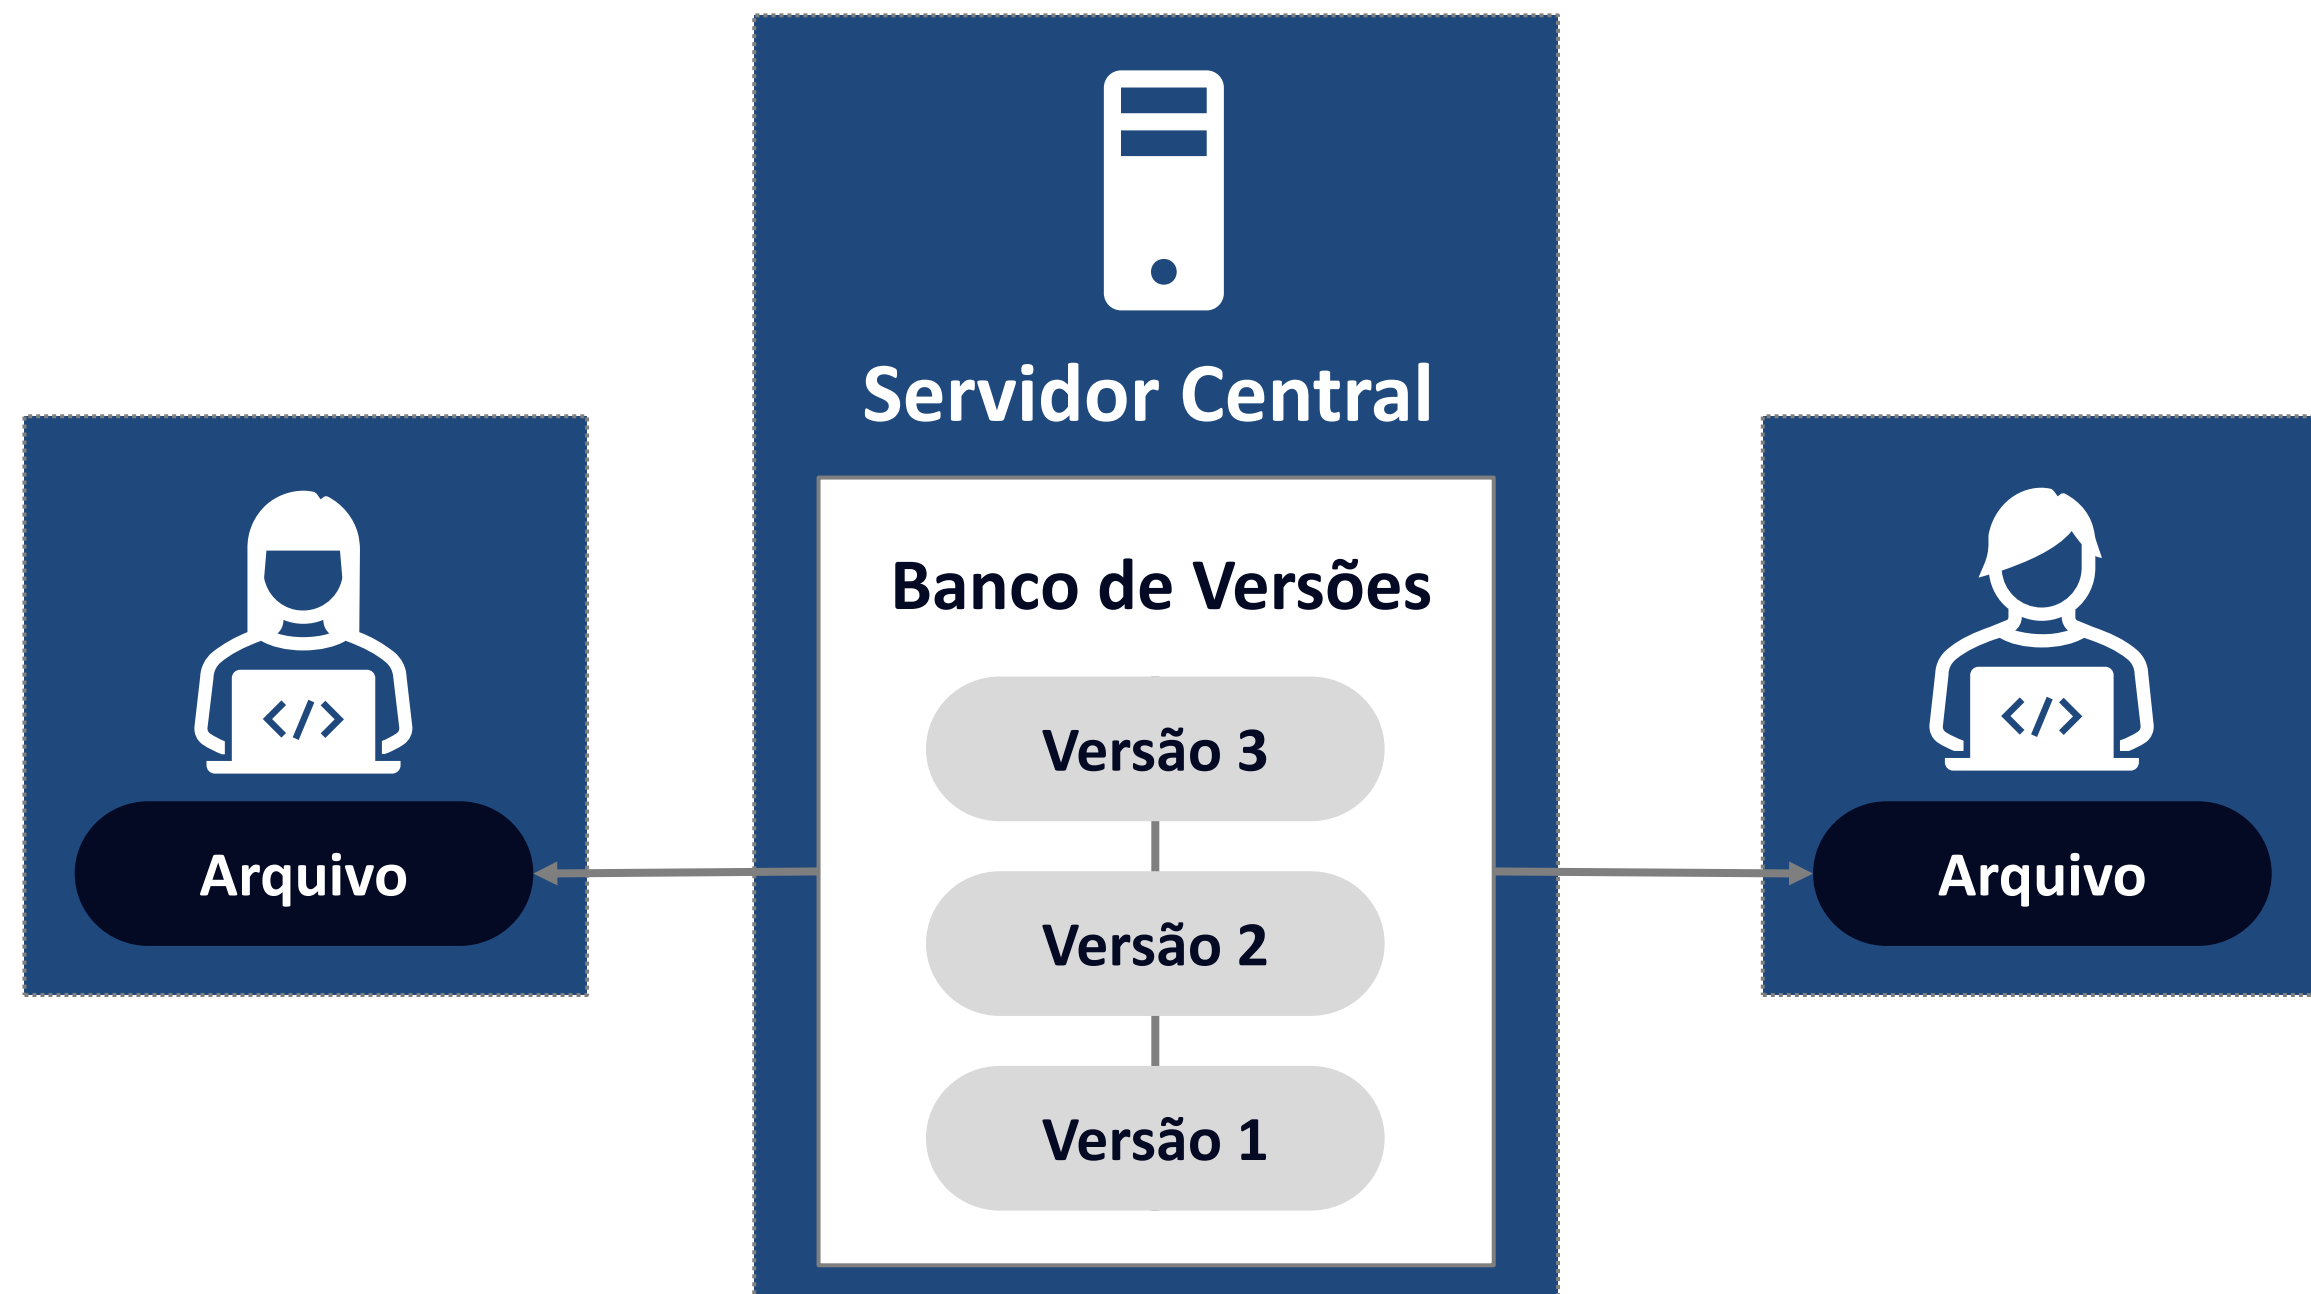 Servidor Central
Banco de Versões
Versão 3
Versão 2
Versão 1
Arquivo
Arquivo